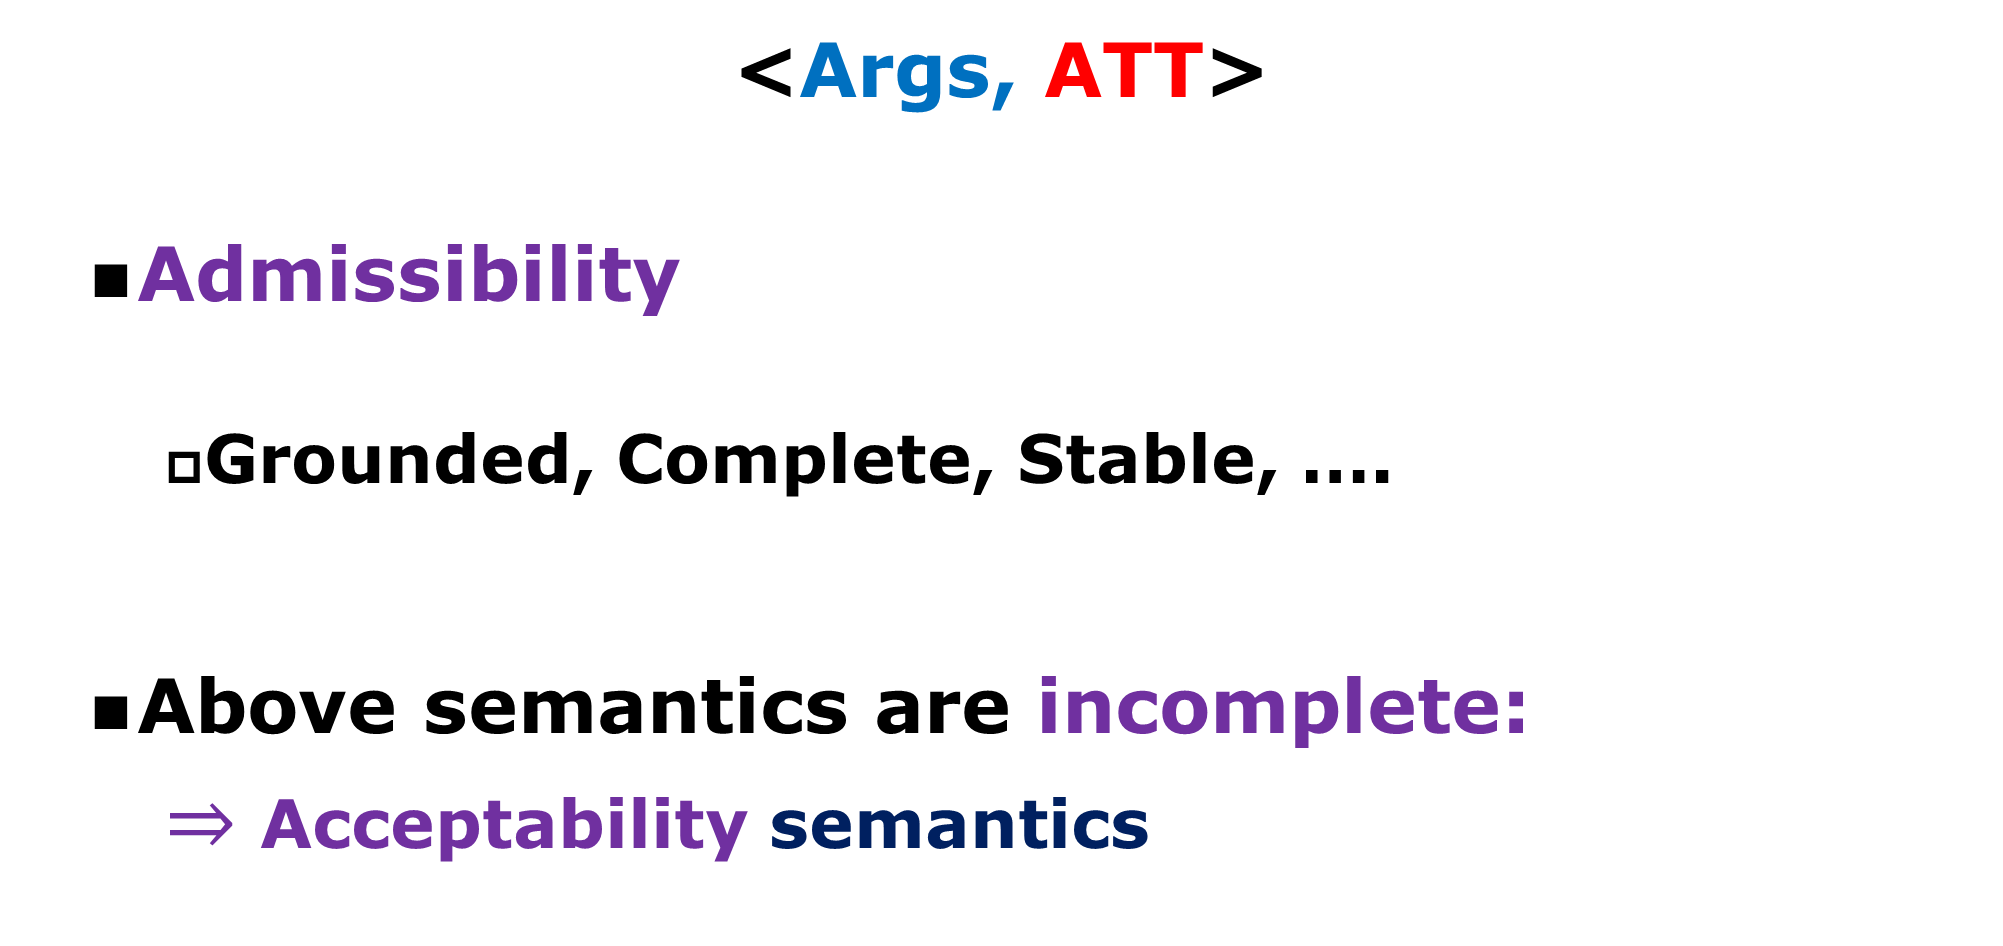 <Args, ATT>
▪Admissibility
▫Grounded, Complete, Stable, ....
▪Above semantics are incomplete:
⇒ Acceptability semantics